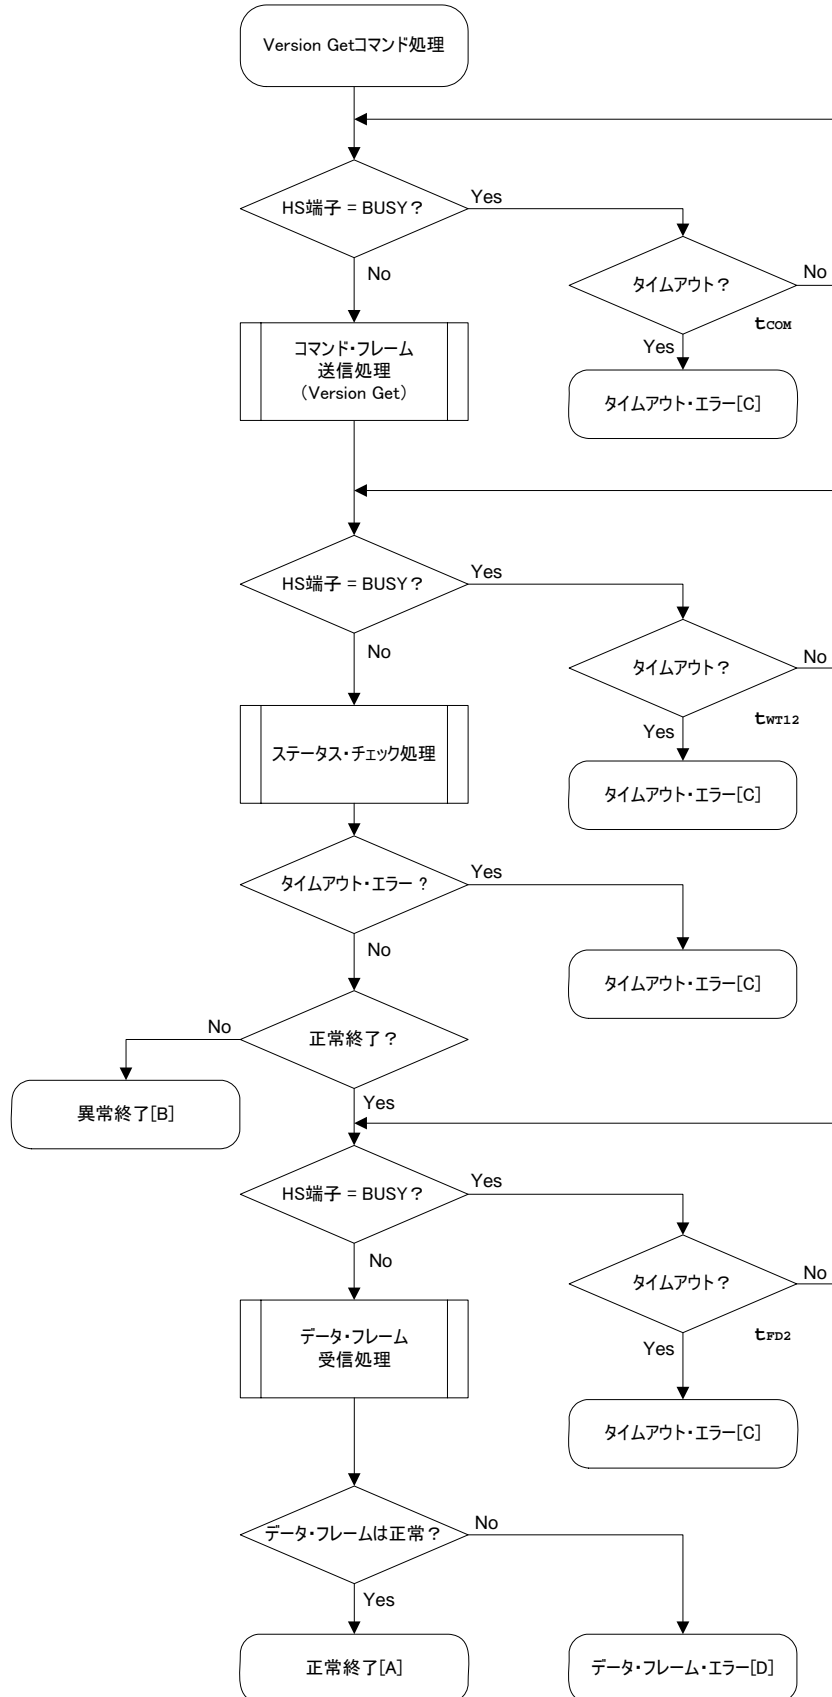 Version Getコマンド処理
HS端子 = BUSY？
Yes
No
タイムアウト？
No
tCOM
Yes
コマンド・フレーム
送信処理
（Version Get）
タイムアウト・エラー[C]
HS端子 = BUSY？
Yes
No
タイムアウト？
No
tWT12
Yes
ステータス・チェック処理
タイムアウト・エラー[C]
タイムアウト・エラー？
Yes
No
タイムアウト・エラー[C]
正常終了？
No
Yes
異常終了[B]
HS端子 = BUSY？
Yes
No
タイムアウト？
No
tFD2
Yes
データ・フレーム
受信処理
タイムアウト・エラー[C]
データ・フレームは正常？
No
Yes
正常終了[A]
データ・フレーム・エラー[D]